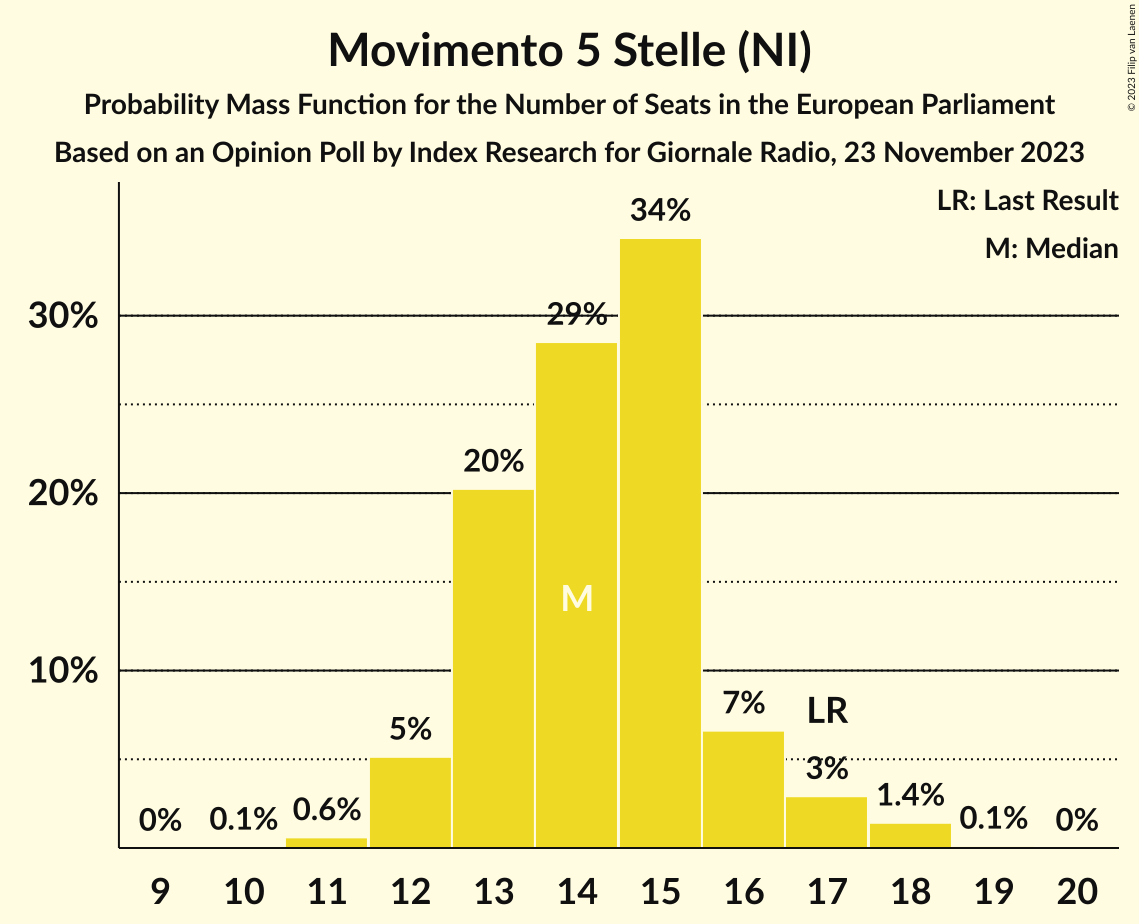 Movimento 5 Stelle (NI)
Probability Mass Function for the Number of Seats in the European Parliament
Based on an Opinion Poll by Index Research for Giornale Radio, 23 November 2023
© 2023 Filip van Laenen
LR: Last Result
M: Median
34%
30%
29%
20%
20%
M
10%
7%
LR
5%
3%
1.4%
0.6%
0%
0.1%
0.1%
0%
9 10 11 12 13 14 15 16 17 18 19 20